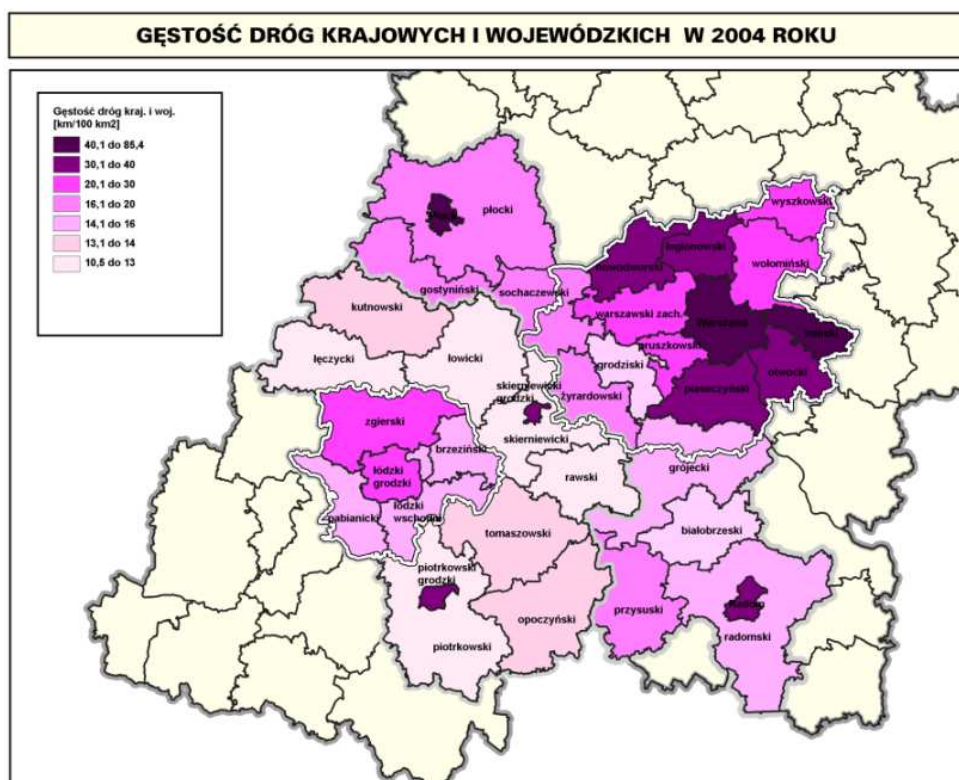 GĘSTOŚĆ DRÓG KRAJOWYCH I WOJEWÓDZKICH W 2004 ROKU
Gęstość dróg kraj. i woj.
[km/100 km2]
40,1 do 85,4
30,1 do 40
20,1 do 30
16,1 do 20
14,1 do 16
13,1 do 14
10,5 do 13
wyszkowski
płocki
legionowski
wołomiński
nowodworski
gostyniński
sochaczewski
kutnowski
warszawski zach.
Warszawa
pruszkowski
łęczycki
łowicki
grodziski
otwocki
skierniewicki
grodzki
żyrardowski
piaseczyński
zgierski
skierniewicki
brzeziński
grójecki
łódzki
grodzki
rawski
łódzki
wschodni
pabianicki
tomaszowski
białobrzeski
piotrkowski
grodzki
opoczyński
przysuski
Radom
radomski
piotrkowski